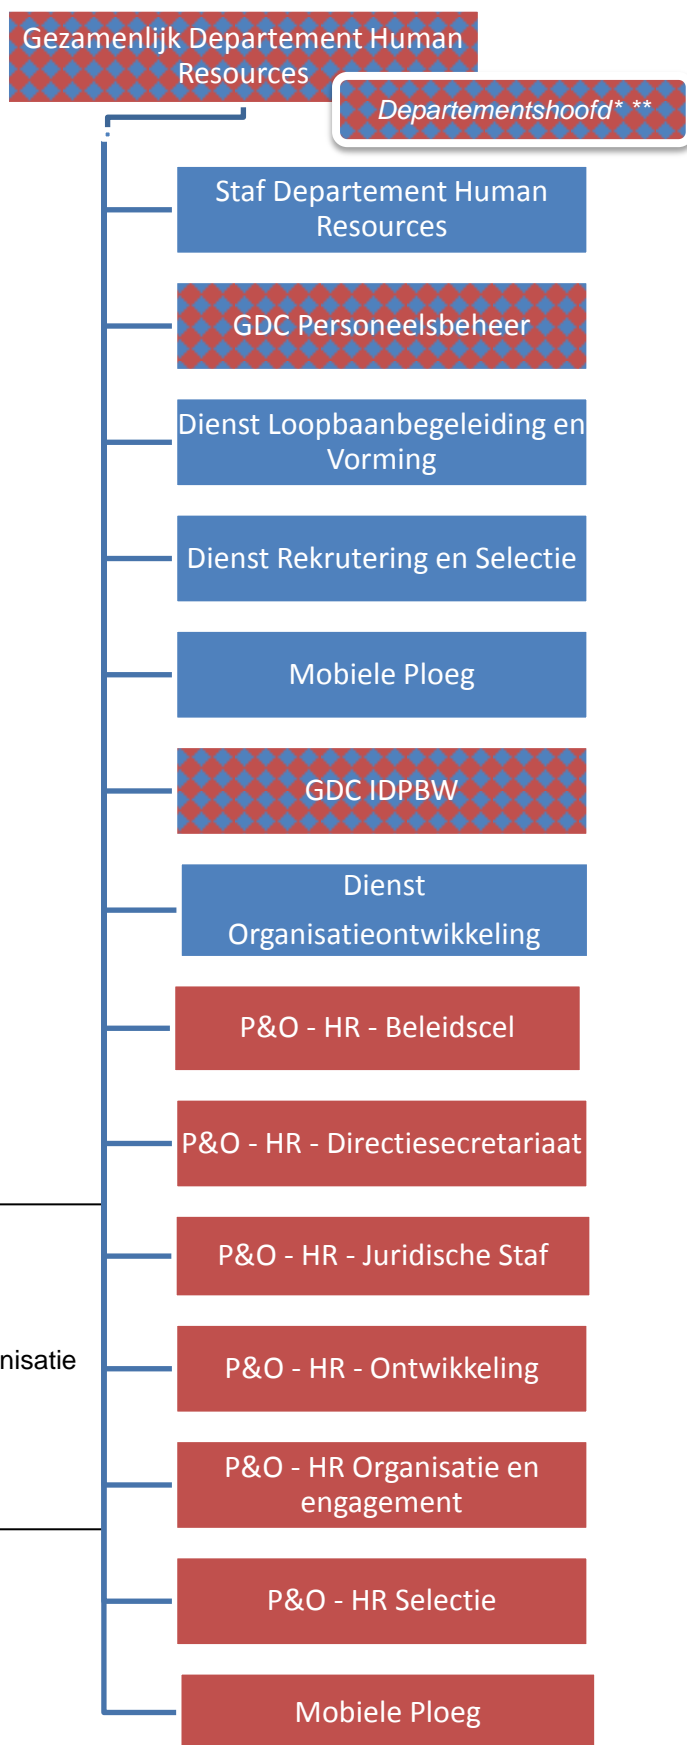 Gezamenlijk Departement Human
Resources
Departementshoofd* **
Staf Departement Human
Resources
GDC Personeelsbeheer
Dienst Loopbaanbegeleiding en
Vorming
Dienst Rekrutering en Selectie
Mobiele Ploeg
GDC IDPBW
Dienst
Organisatieontwikkeling
P&O - HR - Beleidscel
P&O - HR - Directiesecretariaat
P&O - HR - Juridische Staf
nisatie
P&O - HR - Ontwikkeling
P&O - HR Organisatie en
engagement
P&O - HR Selectie
Mobiele Ploeg